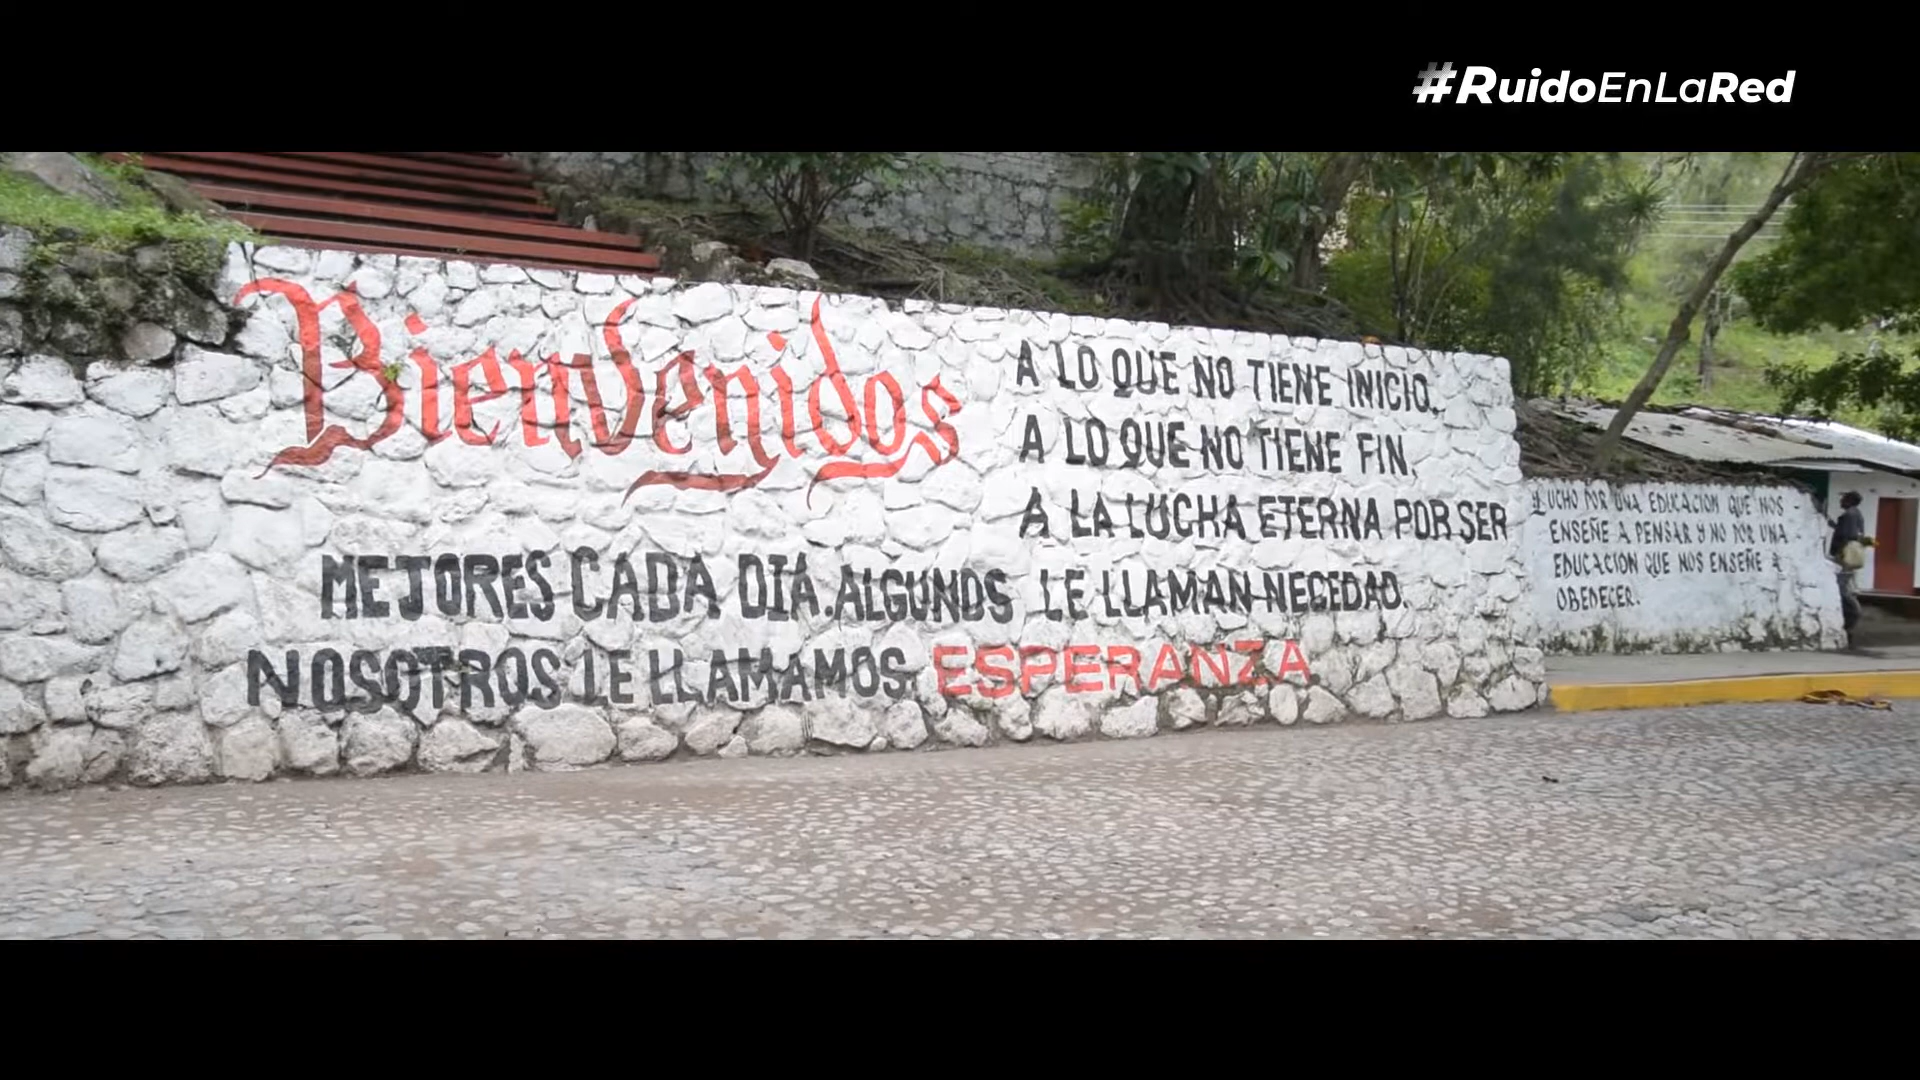 #RuidoEnLaRed
Bienvenidos
A LO QUE NO TIENE INICIO.
A LO QUE NO TIENE FIN.
A LA LUCHA ETERNA POR SER
MEJORES CADA DIA. ALGUNOS LE LLAMAN NECEDAD.
NOSOTROS LE LLAMAMOS ESPERANZA.
LUCHO POR UNA EDUCACION QUE NOS
ENSEÑE A PENSAR Y NO POR UNA
EDUCACION QUE NOS ENSEÑE A
OBEDECER.